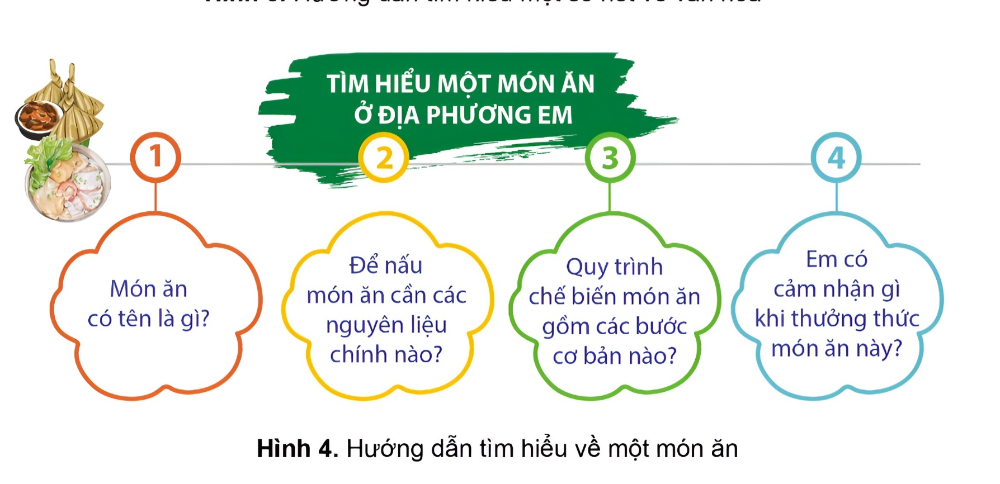 TÌM HIỂU MỘT MÓN ĂN
Ở ĐỊA PHƯƠNG EM
1
2
3
4
Món ăn
có tên là gì?
Để nấu
món ăn cần các
nguyên liệu
chính nào?
Quy trình
chế biến món ăn
gồm các bước
cơ bản nào?
Em có
cảm nhận gì
khi thưởng thức
món ăn này?
Hình 4. Hướng dẫn tìm hiểu về một món ăn